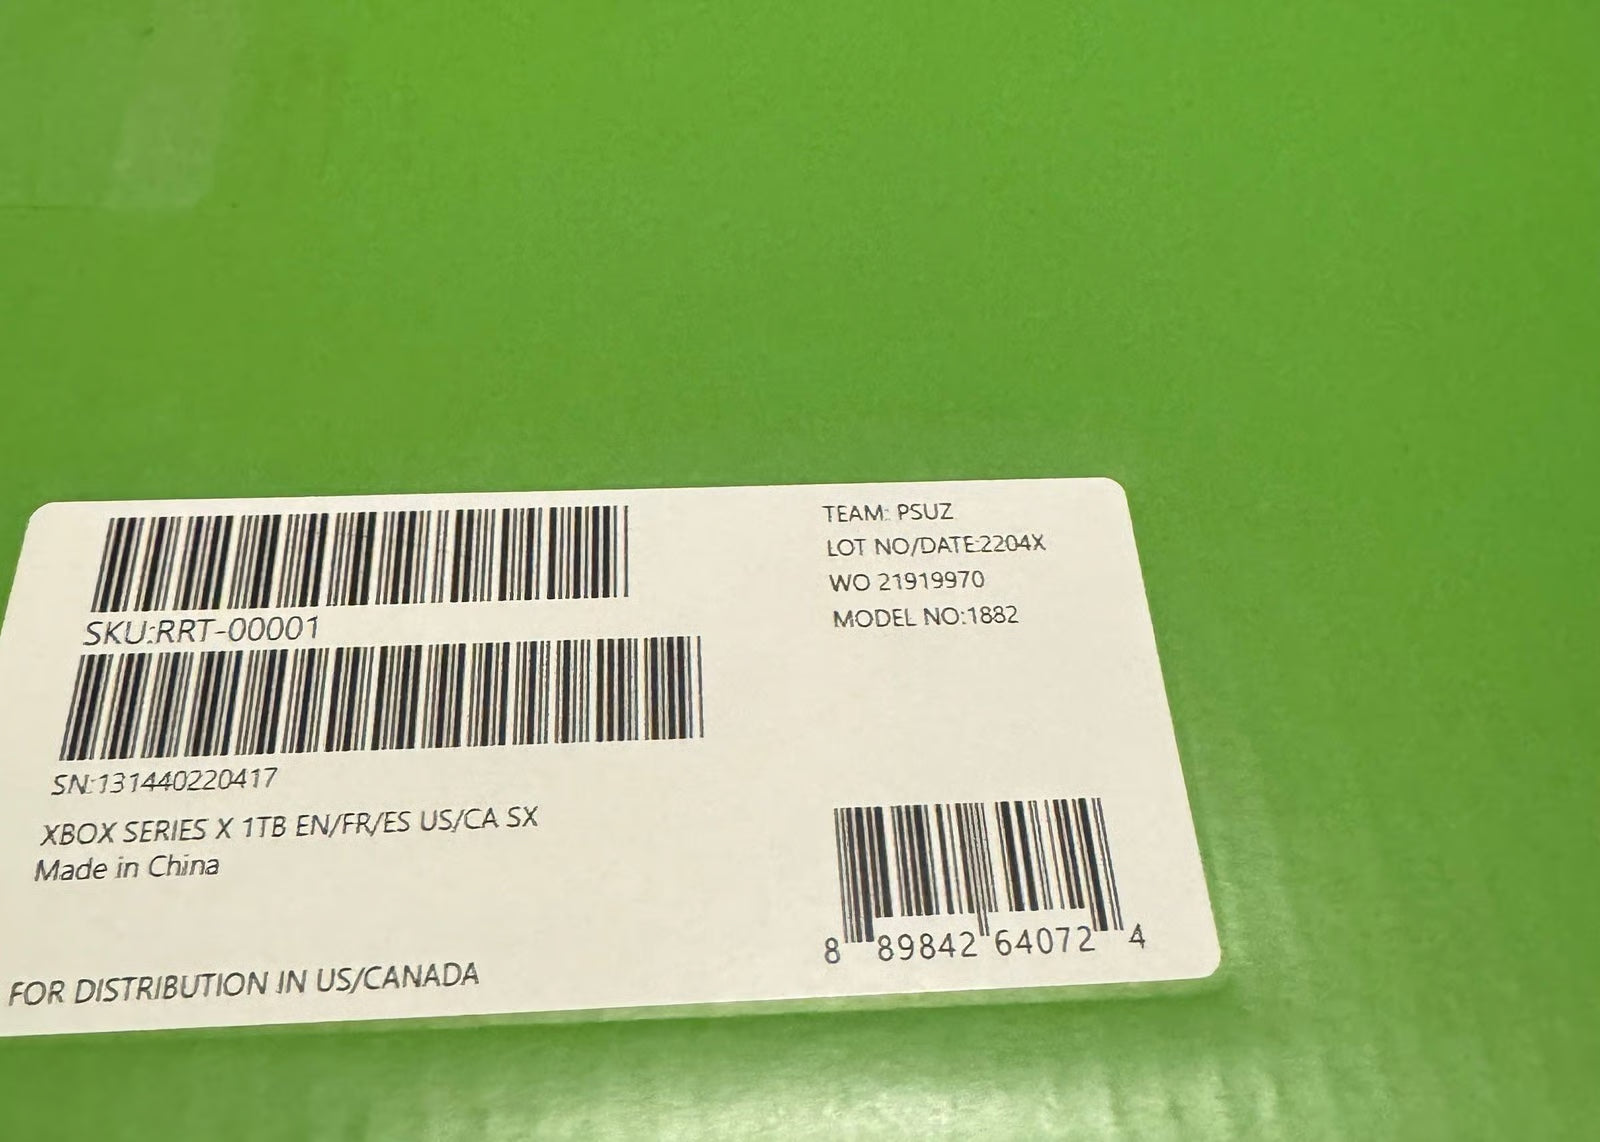 SKU:RRT-00001
SN:131440220417
XBOX SERIES X 1TB EN/FR/ES US/CA SX
Made in China
FOR DISTRIBUTION IN US/CANADA
TEAM: PSUZ
LOT NO/DATE:2204X
WO 21919970
MODEL NO:1882
8 89842 64072 4